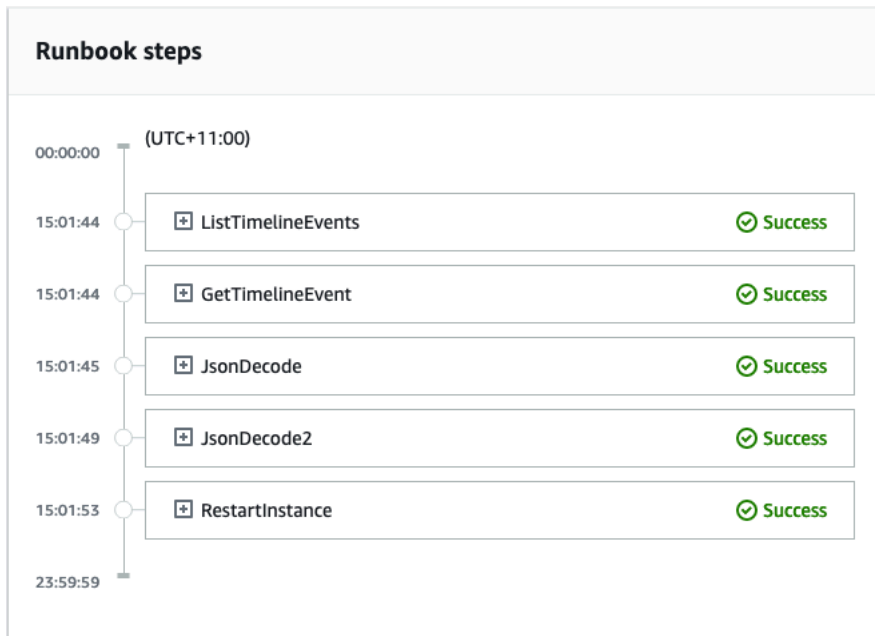 Runbook steps
(UTC+11:00)
00:00:00
15:01:44 ListTimelineEvents Success
15:01:44 GetTimelineEvent Success
15:01:45 JsonDecode Success
15:01:49 JsonDecode2 Success
15:01:53 RestartInstance Success
23:59:59